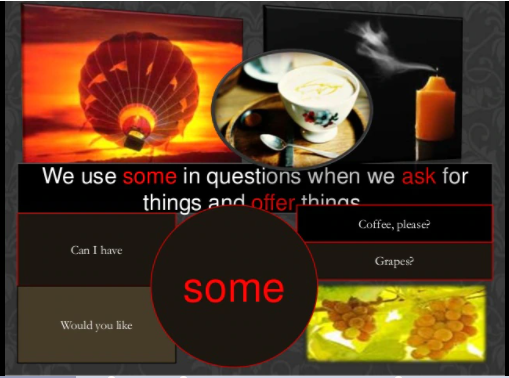 We use some in questions when we ask for
things and offer things
Can I have
Would you like
some
Coffee, please?
Grapes?